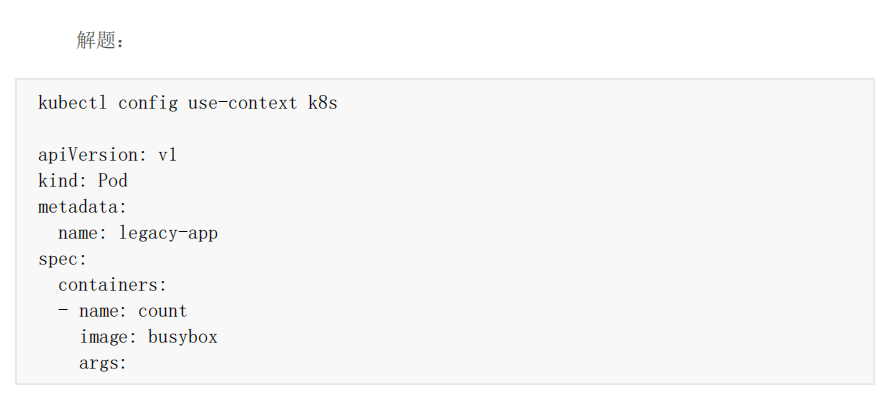 解题：
kubectl config use-context k8s
apiVersion: v1
kind: Pod
metadata:
  name: legacy-app
spec:
  containers:
  - name: count
    image: busybox
    args: